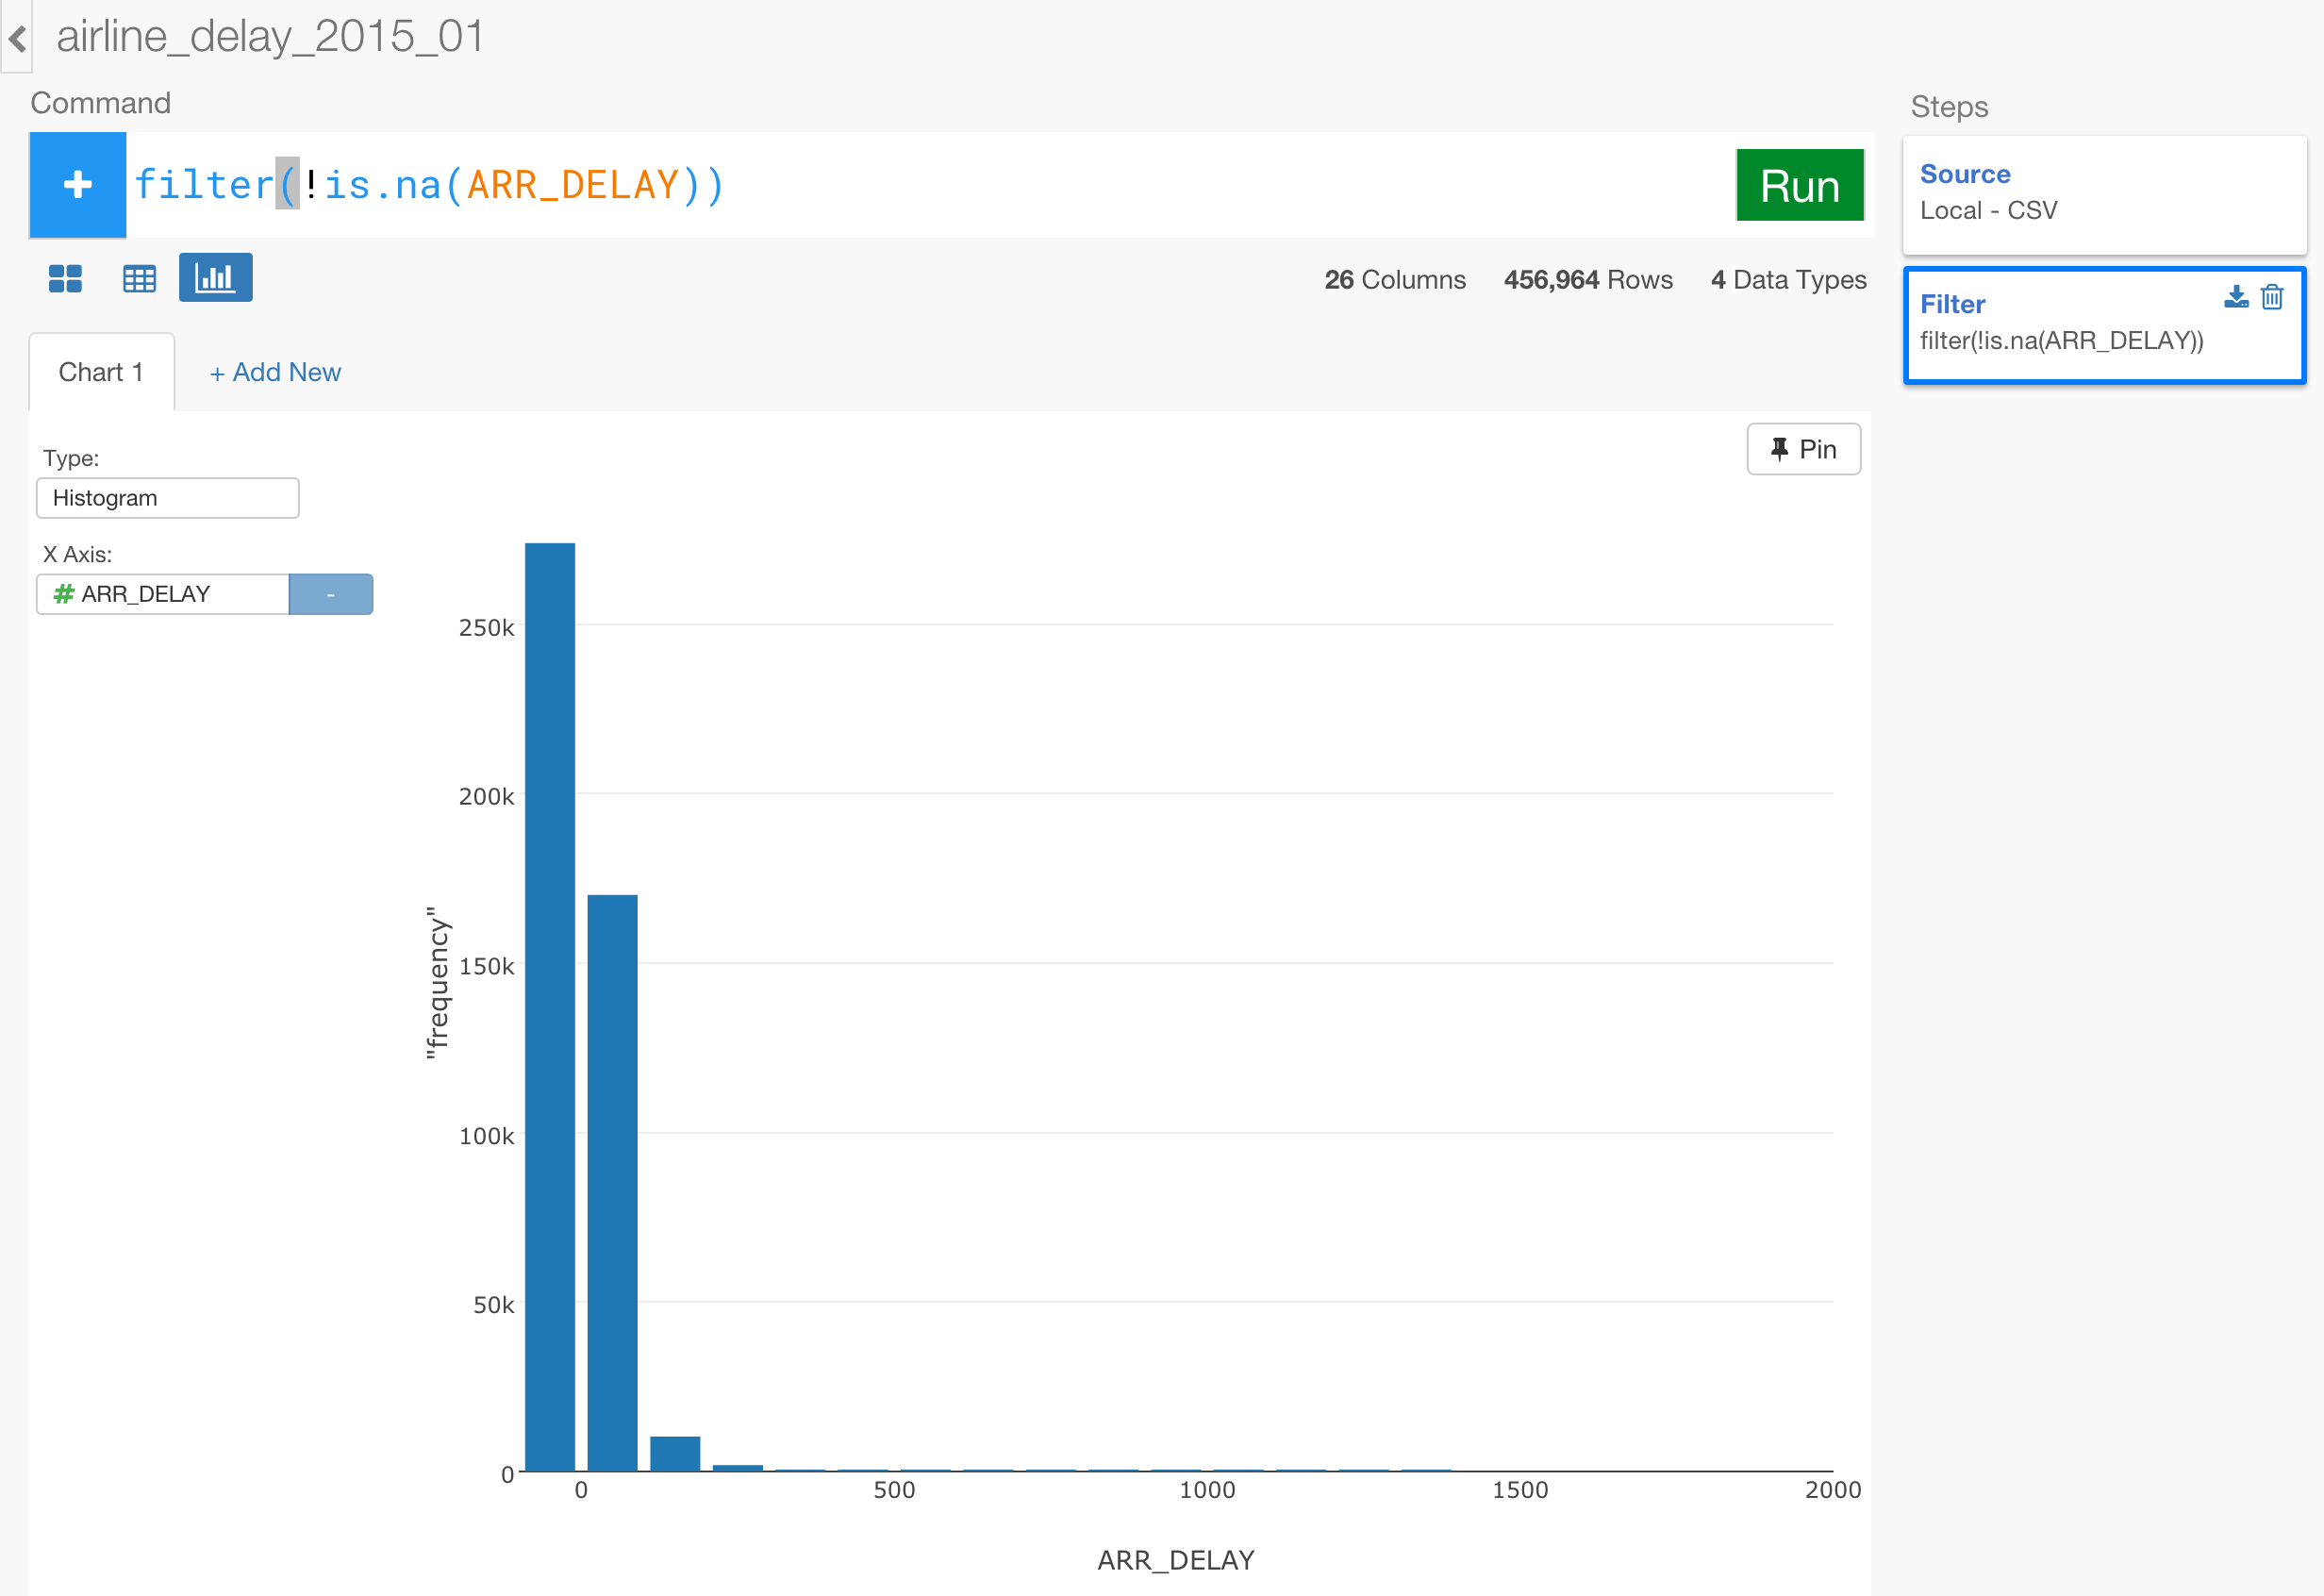 airline_delay_2015_01
Command
Steps
filter(!is.na(ARR_DELAY))
Run
Source
Local - CSV
26 Columns 456,964 Rows 4 Data Types
Filter
filter(!is.na(ARR_DELAY))
Chart 1
+ Add New
Pin
Type:
Histogram
X Axis:
# ARR_DELAY
-
250k
200k
150k
100k
50k
0
"frequency"
0 500 1000 1500 2000
ARR_DELAY